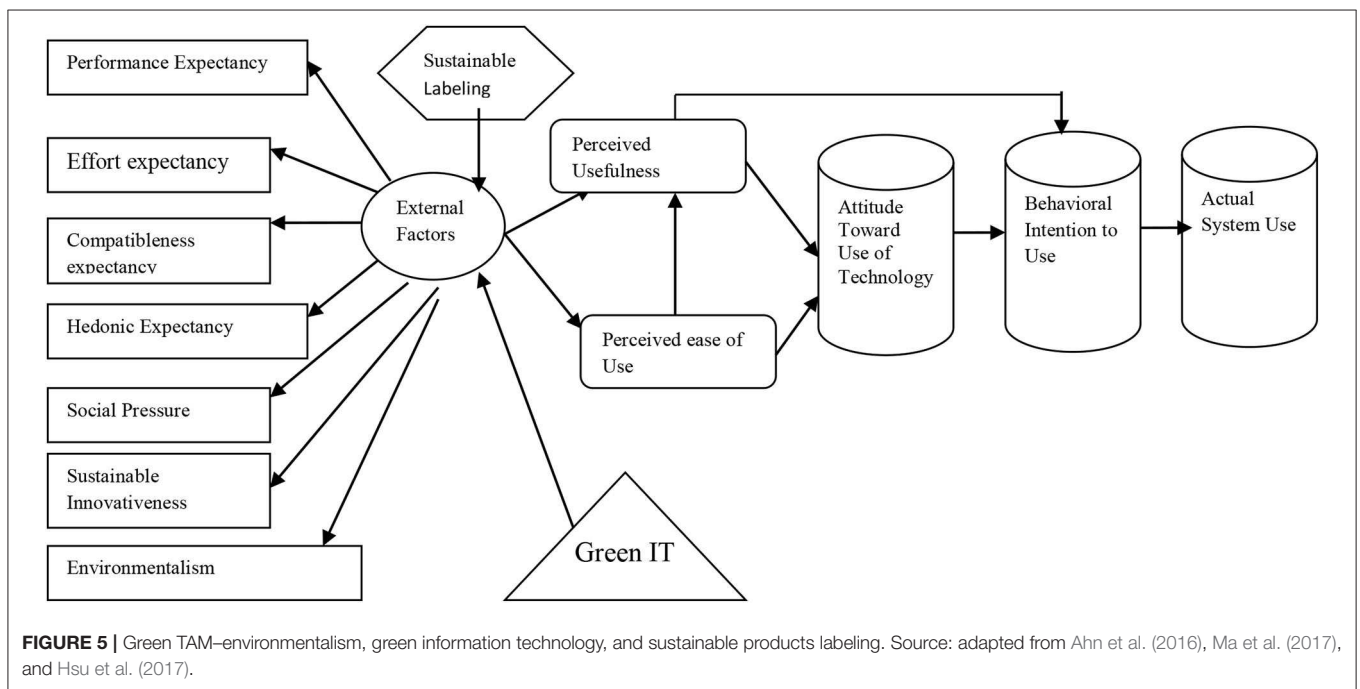 Performance Expectancy
Effort expectancy
Compatibleness
expectancy
Hedonic Expectancy
Social Pressure
Sustainable
Innovativeness
Environmentalism
Sustainable
Labeling
External
Factors
Perceived
Usefulness
Perceived ease of
Use
Green IT
Attitude
Toward
Use of
Technology
Behavioral
Intention to
Use
Actual
System Use
FIGURE 5 | Green TAM–environmentalism, green information technology, and sustainable products labeling. Source: adapted from Ahn et al. (2016), Ma et al. (2017),
and Hsu et al. (2017).